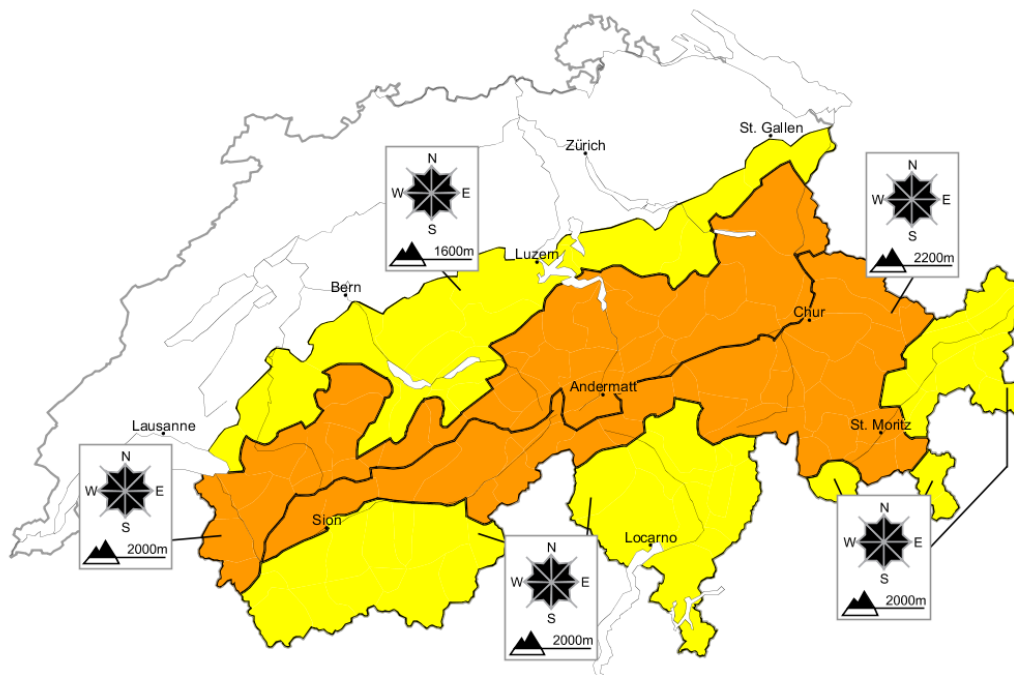 St. Gallen
Zürich
N
W E
S
1600m
N
W E
S
2200m
Luzern
Bern
Chur
Andermatt
Lausanne
St. Moritz
N
W E
S
2000m
Sion
Locarno
N
W E
S
2000m
N
W E
S
2000m